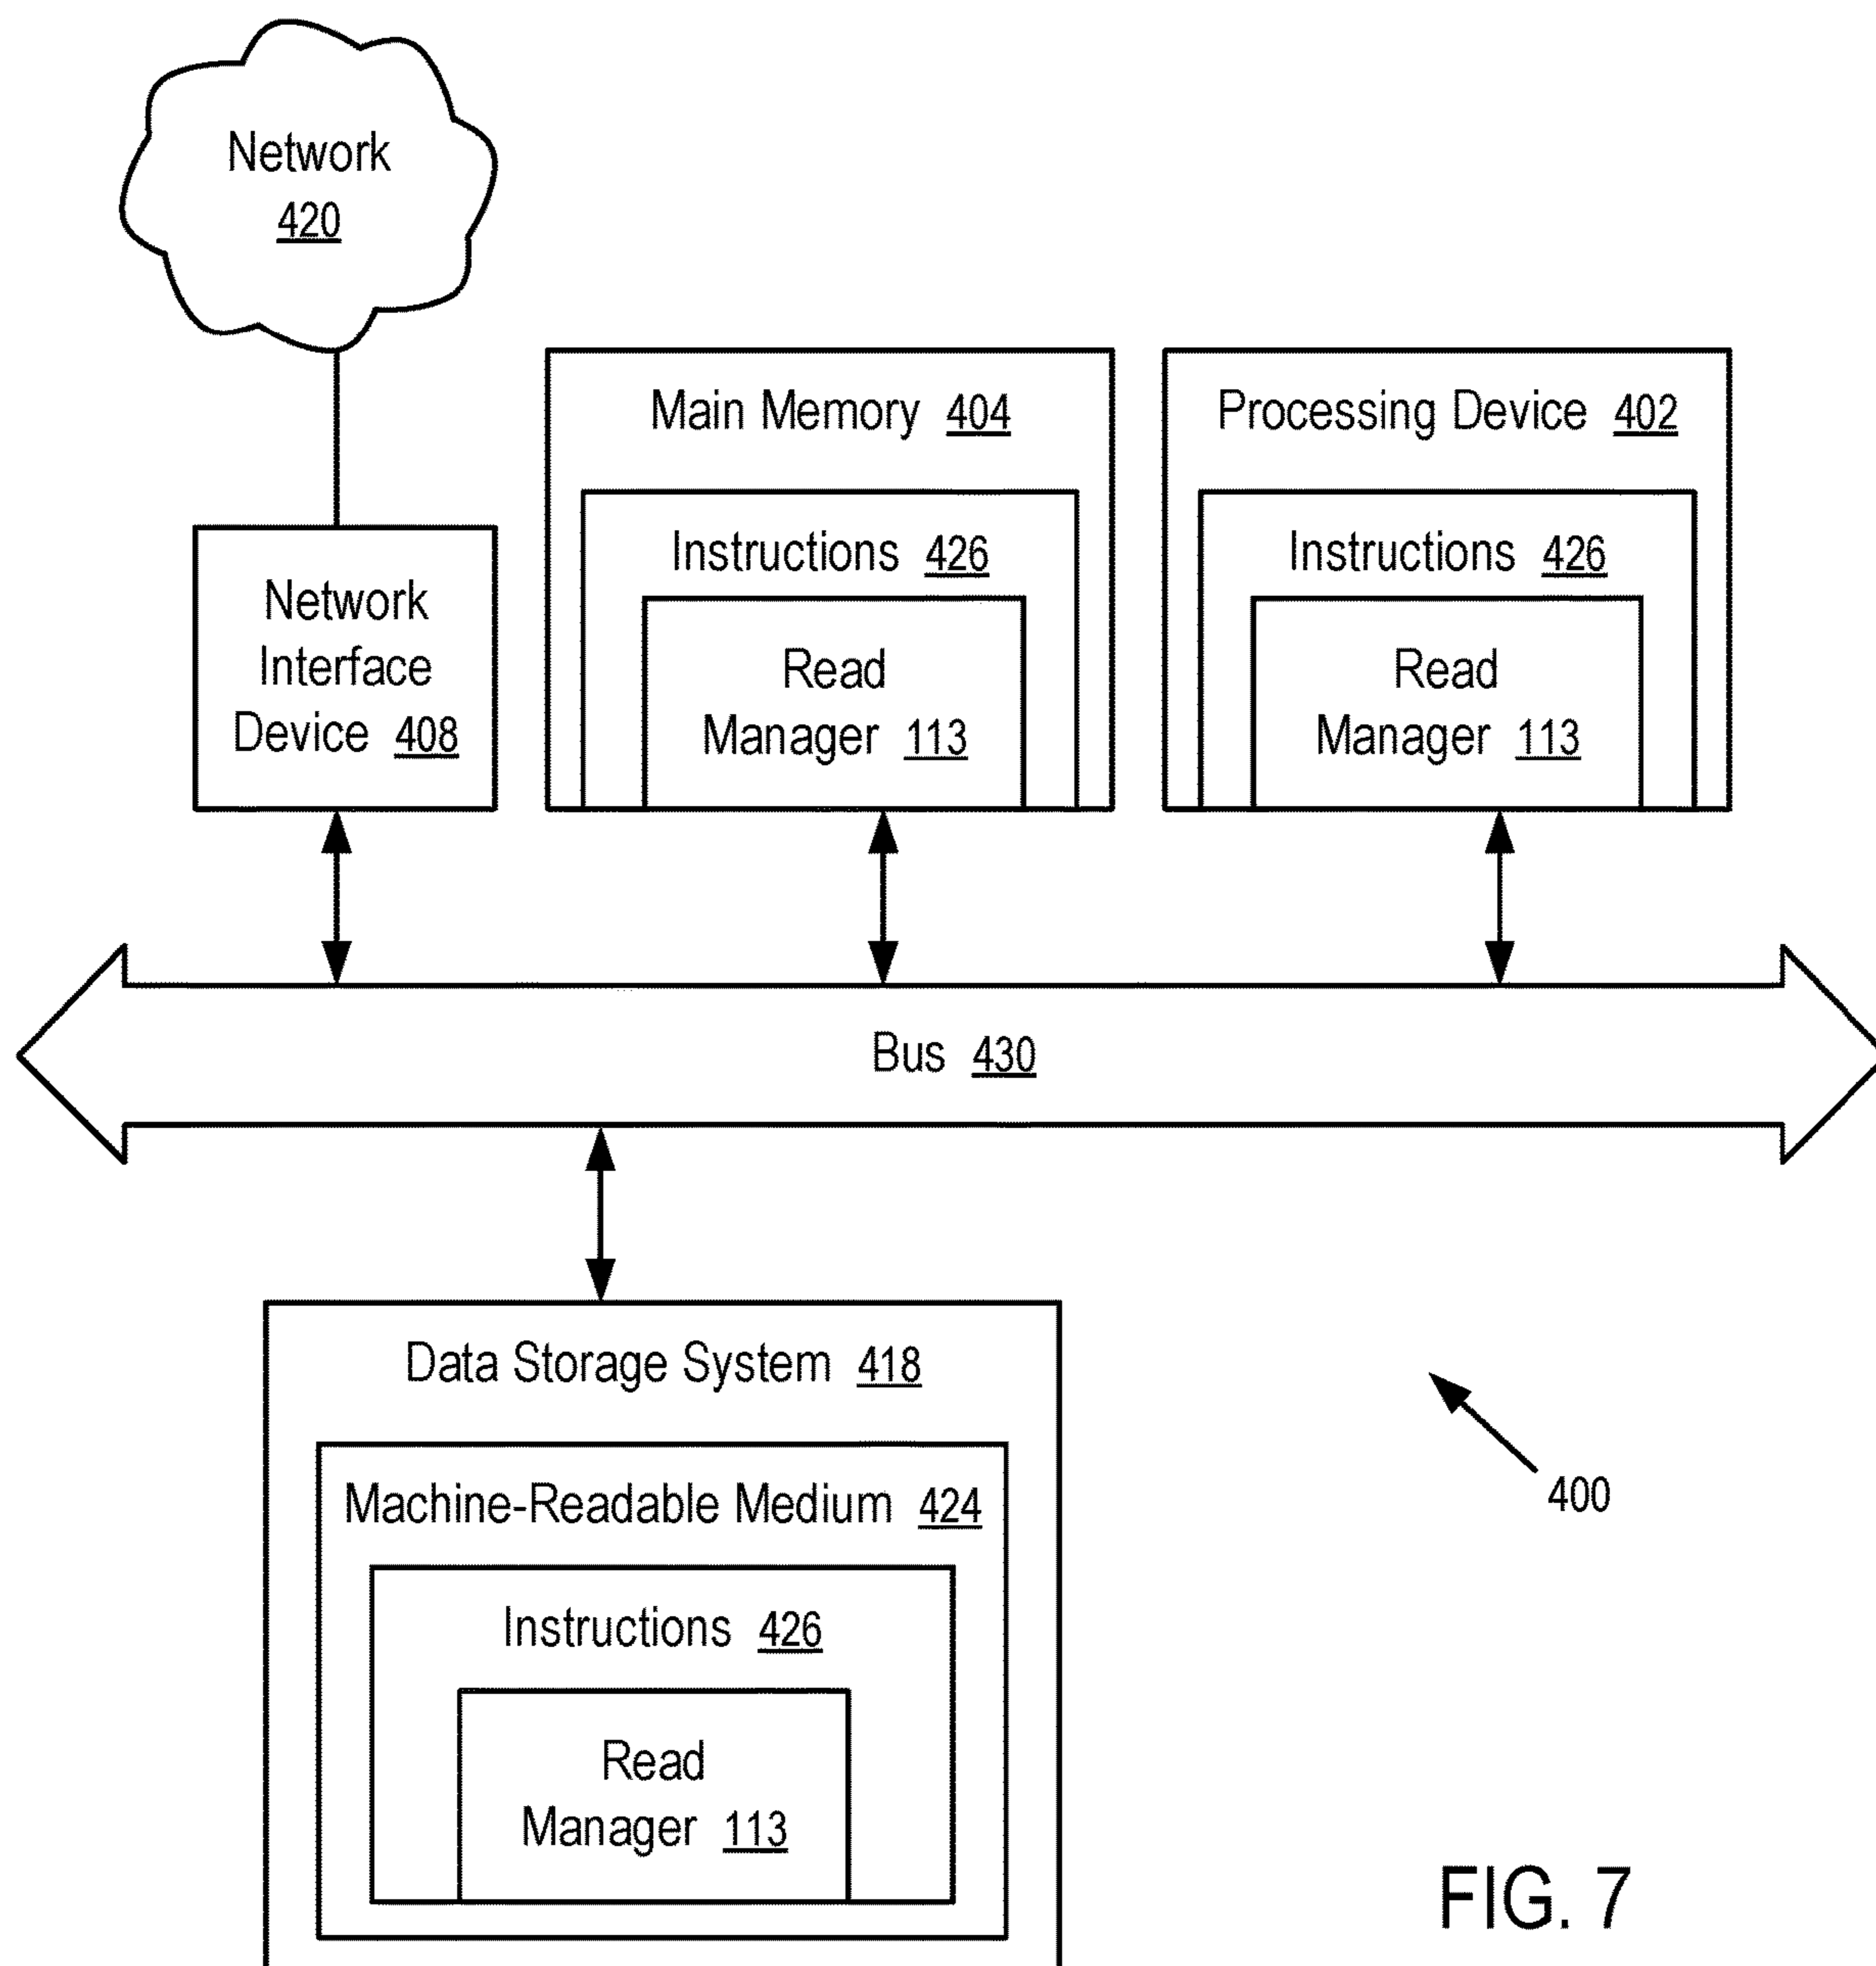 Network
420
Main Memory 404
Processing Device 402
Instructions 426
Instructions 426
Network
Interface
Device 408
Read
Manager 113
Read
Manager 113
Bus 430
Data Storage System 418
Machine-Readable Medium 424
400
Instructions 426
Read
Manager 113
FIG. 7